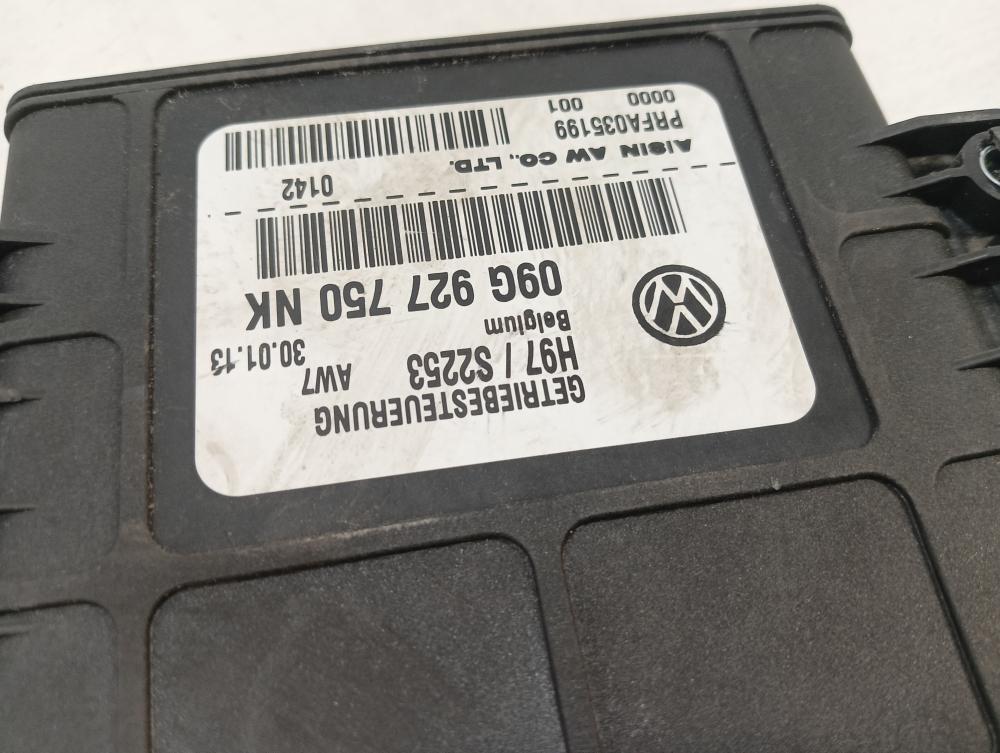 GETRIEBESTEUERUNG
H97 / S2253 AW7
Belgium 30.01.13
09G 927 750 NK
0142
AISIN AW CO., LTD.
PRFA035199 001
0000